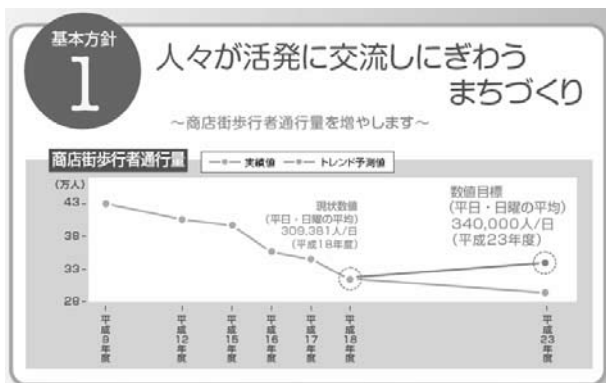 基本方針
1
人々が活発に交流しにぎわう
まちづくり
～商店街歩行者通行量を増やします～
商店街歩行者通行量
実績値
トレンド予測値
(万人)
43
38
33
28
現状数値
(平日・日曜の平均)
309,381人/日
(平成18年度)
数値目標
(平日・日曜の平均)
340,000人/日
(平成23年度)
平成9年度
平成12年度
平成15年度
平成16年度
平成17年度
平成18年度
平成23年度